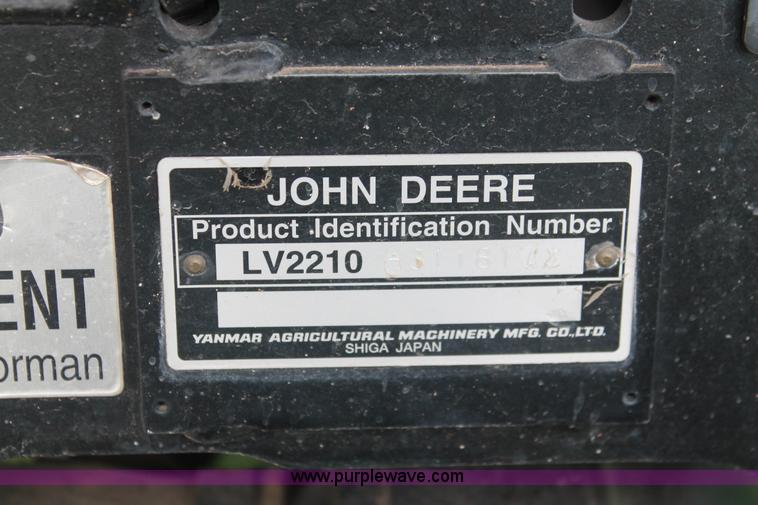 JOHN DEERE
Product Identification Number
LV2210
YANMAR AGRICULTURAL MACHINERY MFG. CO.,LTD.
SHIGA JAPAN
ENT
orman
www.purplewave.com